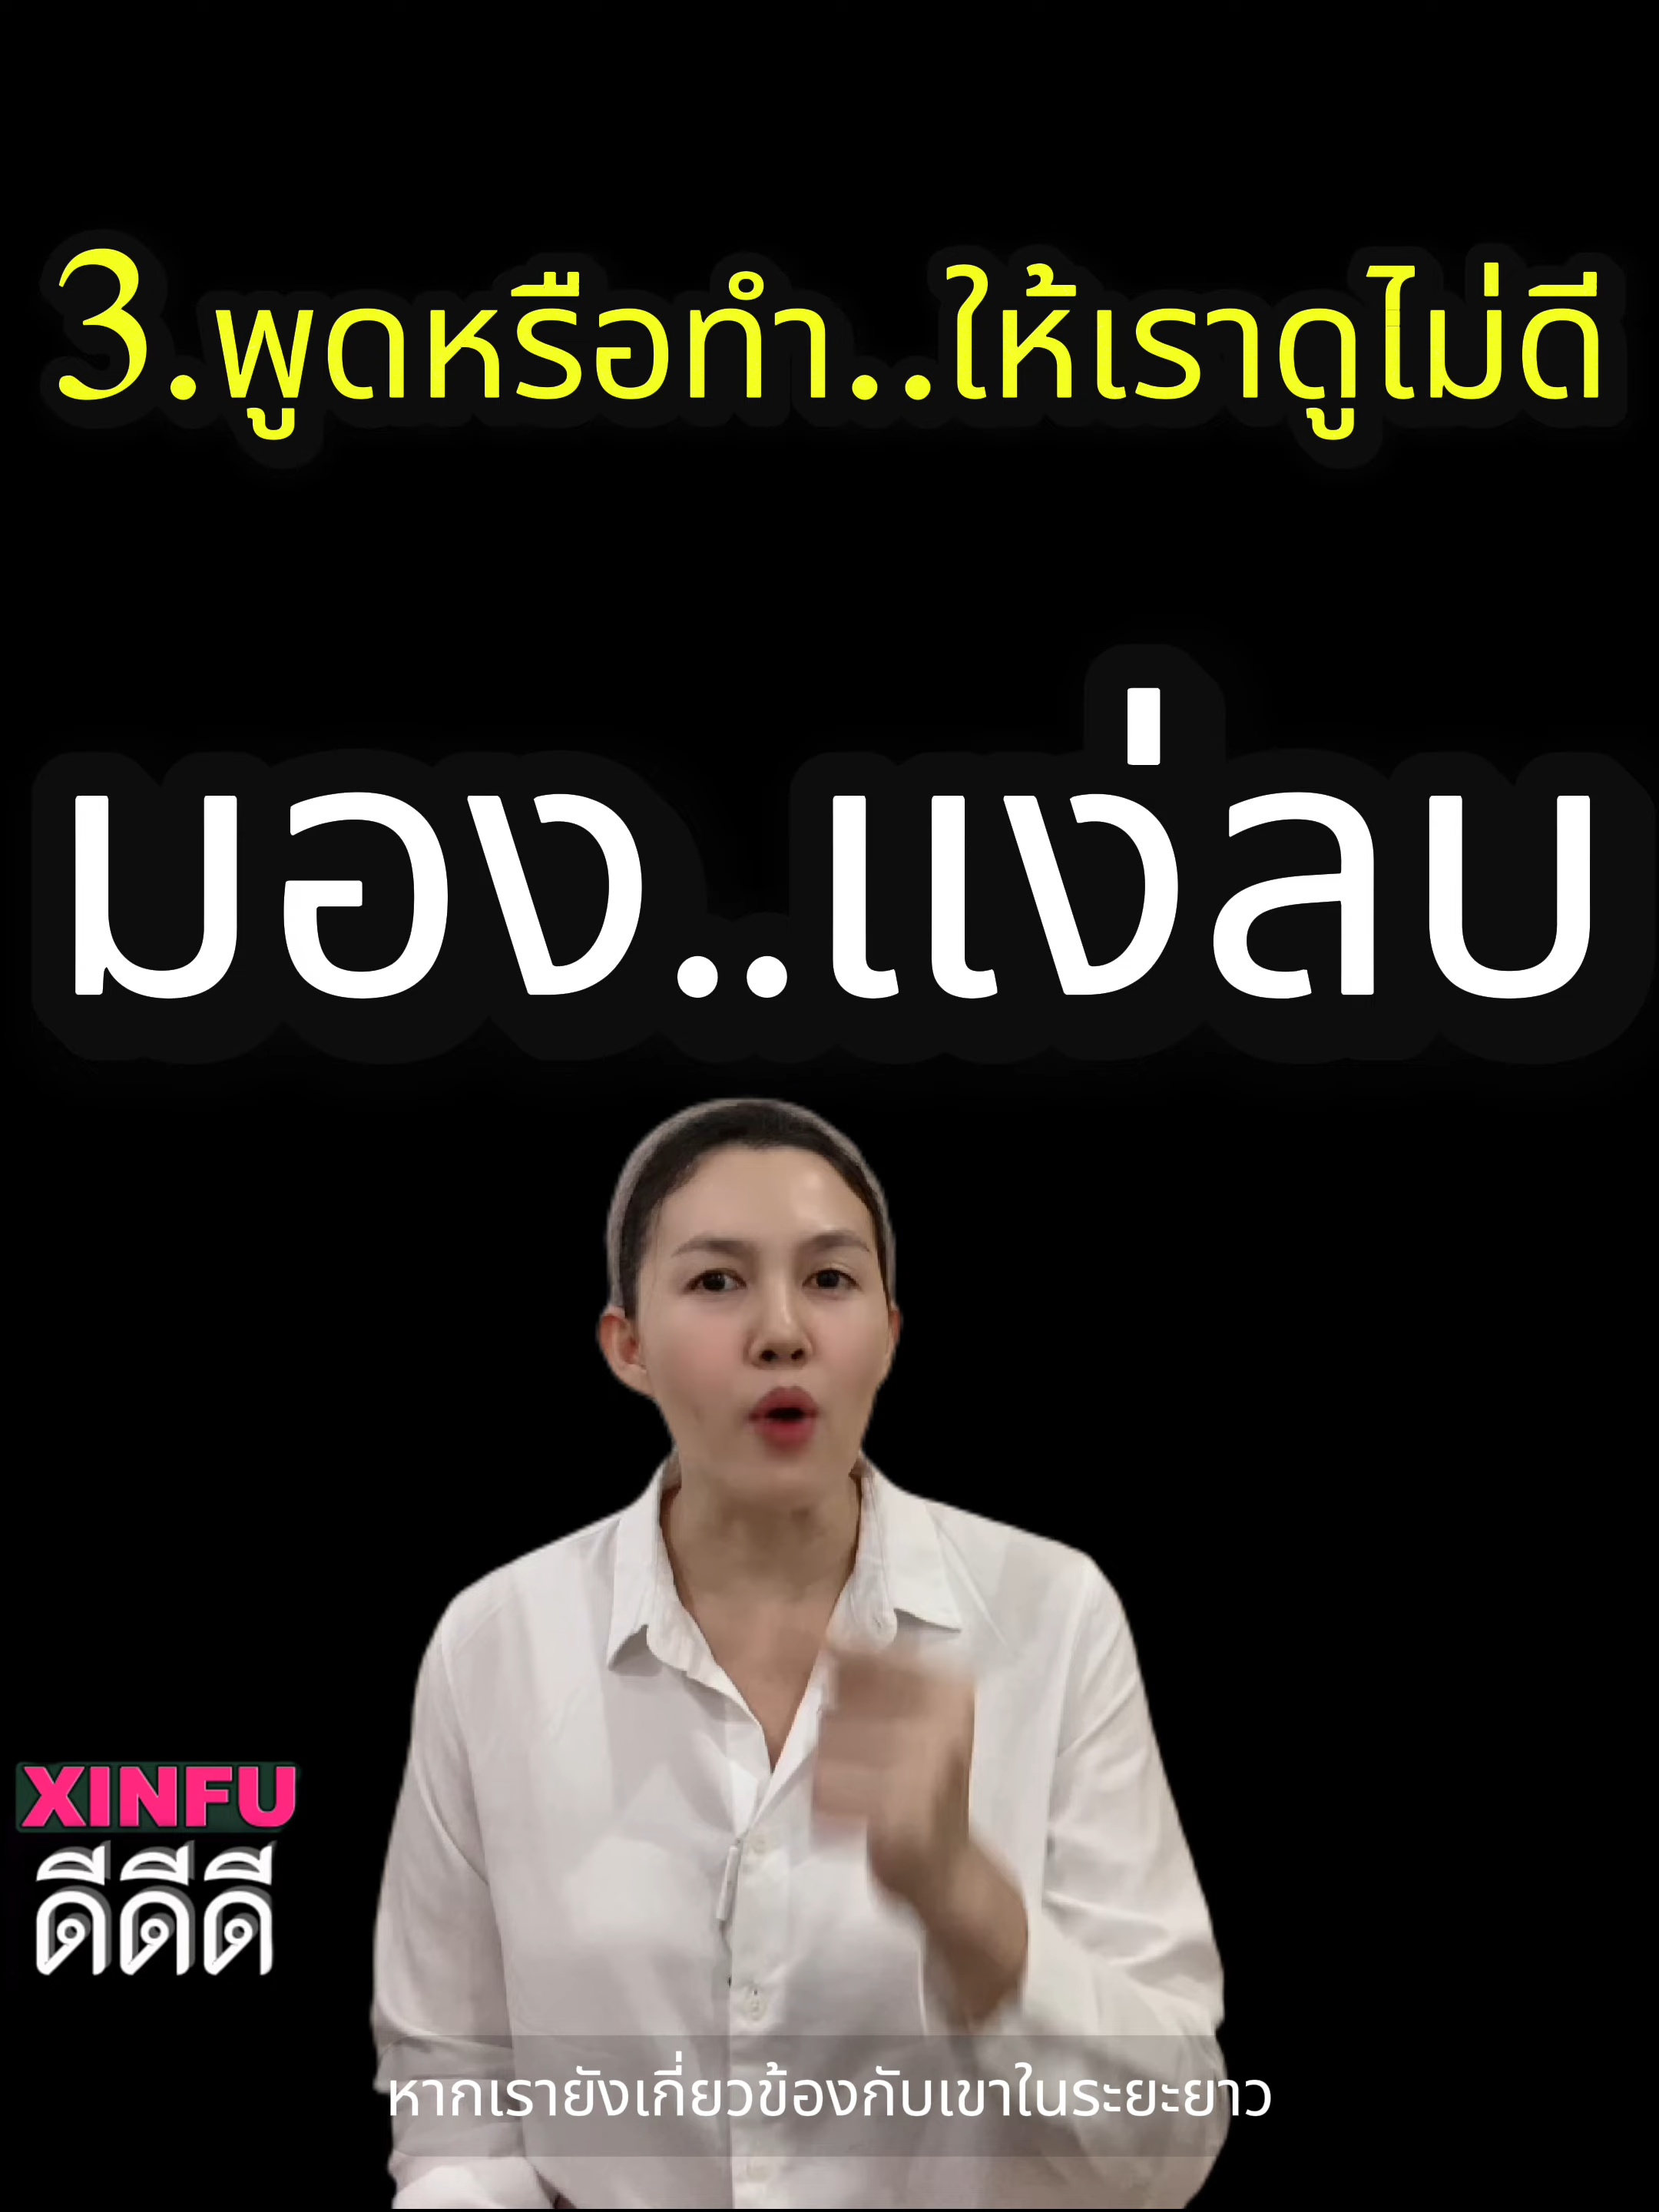 3.พูดหรือทำ..ให้เราดูไม่ดี
มอง..แง่ลบ
XINFU
ดีดีดี
หากเรายังเกี่ยวข้องกับเขาในระยะยาว